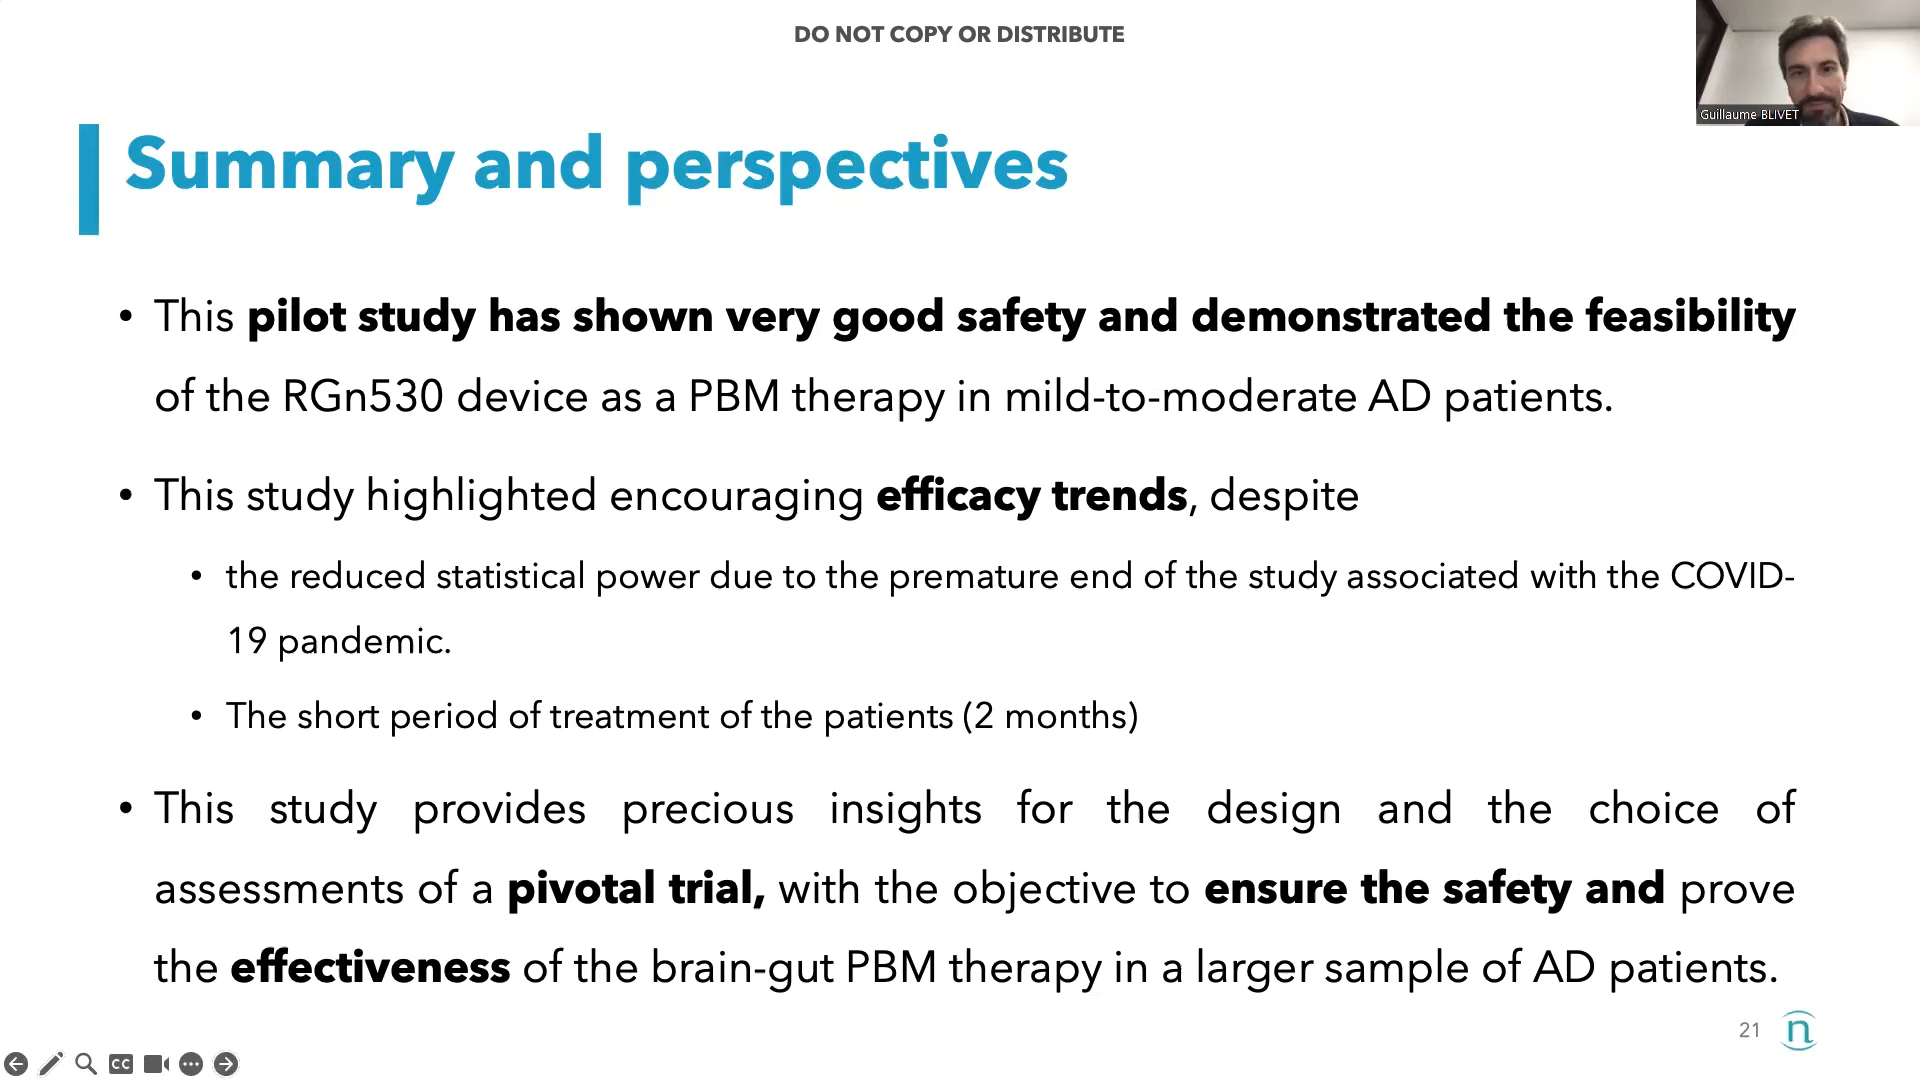 DO NOT COPY OR DISTRIBUTE
Guillaume BLIVET
Summary and perspectives
• This pilot study has shown very good safety and demonstrated the feasibility
of the RGn530 device as a PBM therapy in mild-to-moderate AD patients.
• This study highlighted encouraging efficacy trends, despite
• the reduced statistical power due to the premature end of the study associated with the COVID-
19 pandemic.
• The short period of treatment of the patients (2 months)
• This study provides precious insights for the design and the choice of
assessments of a pivotal trial, with the objective to ensure the safety and prove
the effectiveness of the brain-gut PBM therapy in a larger sample of AD patients.
21 n
CC